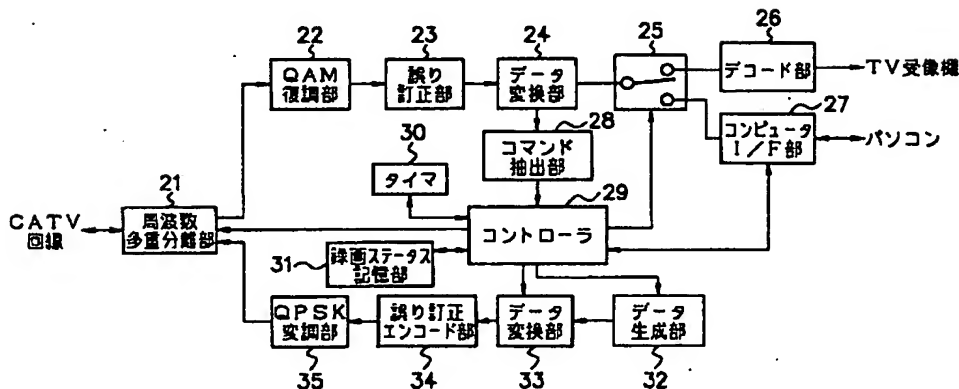 22
23
24
25
26
QAM
復調部
誤り
訂正部
データ
変換部
デコード部
TV受像機
27
28
コンピュータ
I/F部
パソコン
コマンド
抽出部
30
タイマ
21
29
CATV
回線
周波数
多重分離部
コントローラ
31
録画ステータス
記憶部
QPSK
変調部
誤り訂正
エンコード部
データ
変換部
データ
生成部
35
34
33
32